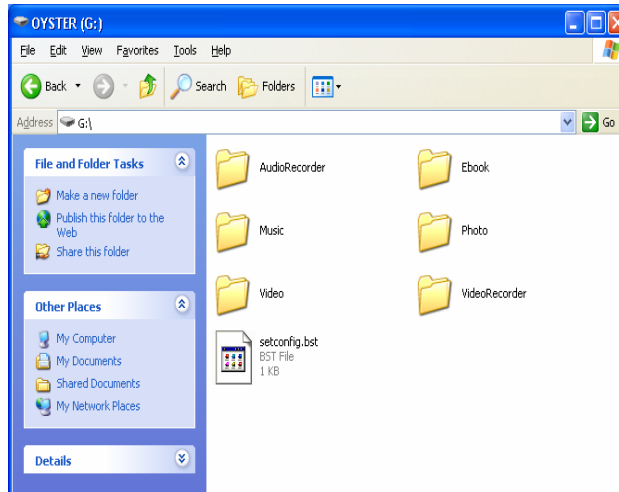 OYSTER (G:)
File Edit View Favorites Tools Help
Back Search Folders
Address G:\ Go
File and Folder Tasks
Make a new folder
Publish this folder to the
Web
Share this folder
Other Places
My Computer
My Documents
Shared Documents
My Network Places
Details
AudioRecorder Ebook
Music Photo
Video VideoRecorder
setconfig.bst
BST File
1 KB